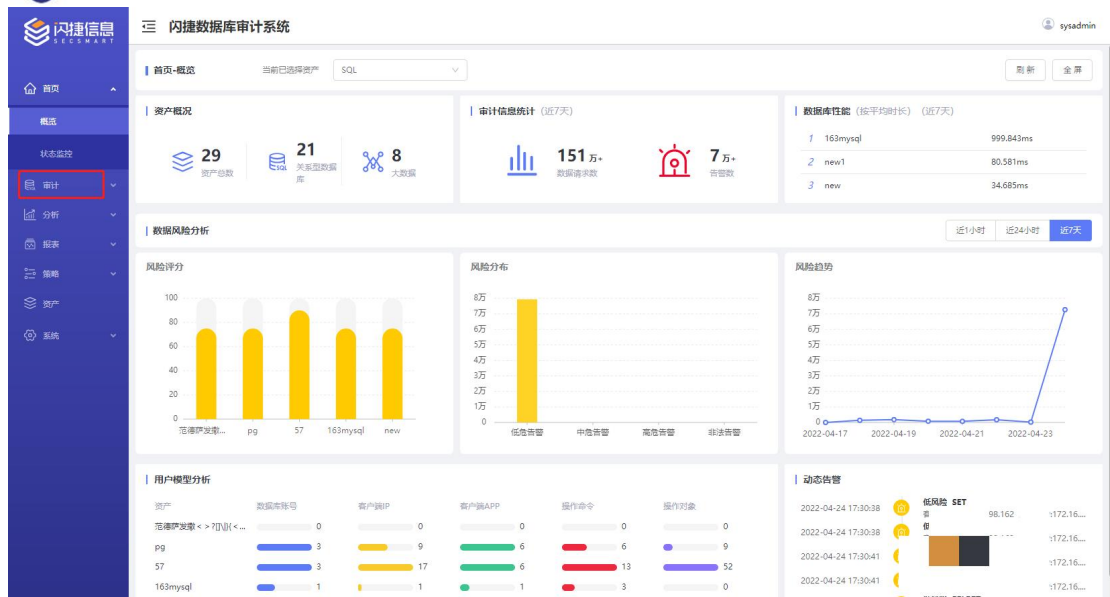 闪捷信息
SECSMART
闪捷数据库审计系统
sysadmin
首页
概览
状态监控
审计
分析
报表
策略
资产
系统
首页-概览 当前已选择资产 SQL
刷新 全屏
资产概况
29
资产总数
21
关系型数据库
8
大数据
审计信息统计 (近7天)
151 万+
数据请求数
7 万+
告警数
数据库性能 (按平均时长) (近7天)
1 163mysql 999.843ms
2 new1 80.581ms
3 new 34.685ms
数据风险分析
近1小时 近24小时 近7天
风险评分
100
80
60
40
20
0
范德萨发撒... pg 57 163mysql new
风险分布
8万
7万
6万
5万
4万
3万
2万
1万
0
低危告警 中危告警 高危告警 非法告警
风险趋势
8万
7万
6万
5万
4万
3万
2万
1万
0
2022-04-17 2022-04-19 2022-04-21 2022-04-23
用户模型分析
资产 数据库账号 客户端IP 客户端APP 操作命令 操作对象
0 0 0 0 0
pg 3 9 6 6 9
57 3 17 6 13 52
163mysql 1 1 1 3 0
动态告警
2022-04-24 17:30:38 低风险 SET
98.162 :172.16....
2022-04-24 17:30:38
:172.16....
2022-04-24 17:30:41
:172.16....
2022-04-24 17:30:41
:172.16....